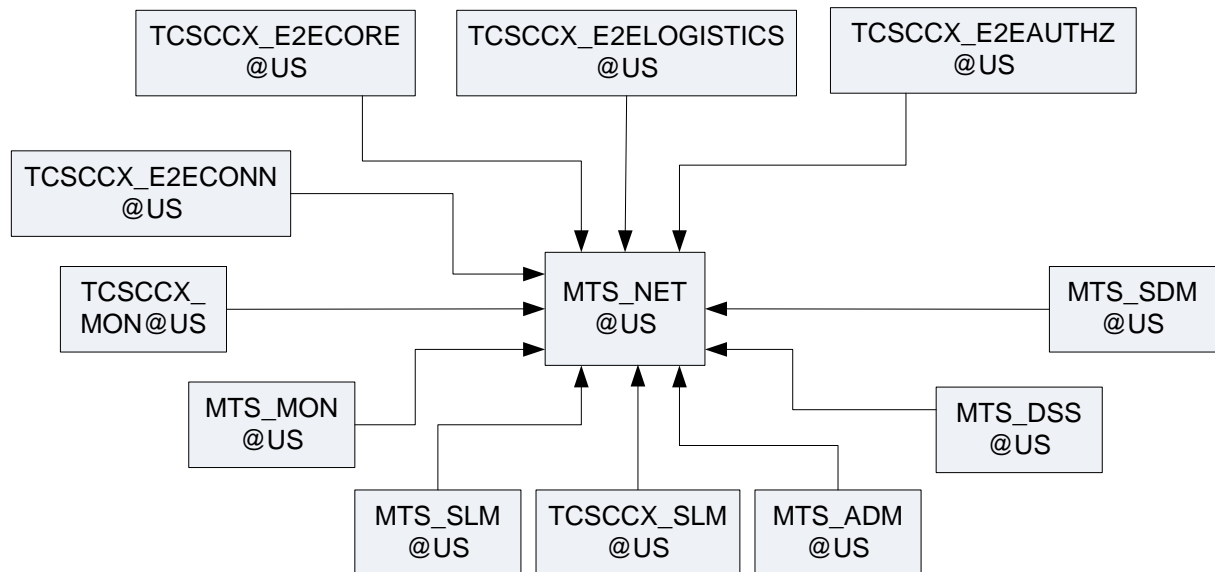 TCSCCX_E2ECORE
@US
TCSCCX_E2ELOGISTICS
@US
TCSCCX_E2EAUTHZ
@US
TCSCCX_E2ECONN
@US
TCSCCX_
MON@US
MTS_NET
@US
MTS_SDM
@US
MTS_MON
@US
MTS_DSS
@US
MTS_SLM
@US
TCSCCX_SLM
@US
MTS_ADM
@US